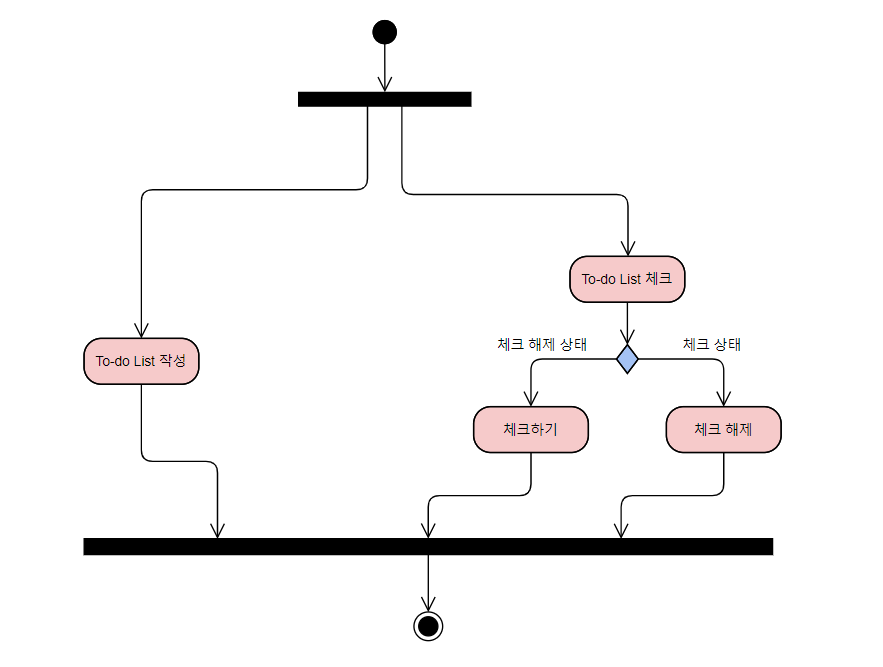 To-do List 체크
체크 해제 상태
체크 상태
To-do List 작성
체크하기
체크 해제